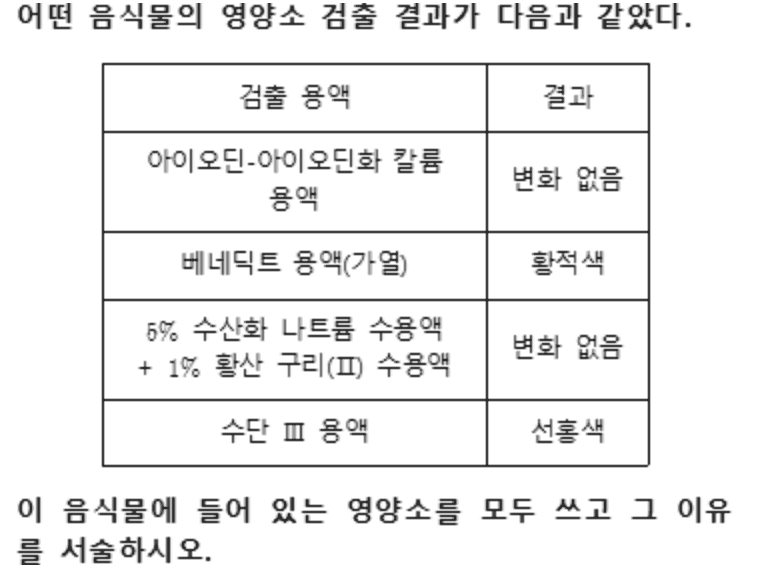 어떤 음식물의 영양소 검출 결과가 다음과 같았다.
검출 용액
결과
아이오딘-아이오딘화 칼륨
용액
변화 없음
베네딕트 용액(가열)
황적색
5% 수산화 나트륨 수용액
+ 1% 황산 구리(Ⅱ) 수용액
변화 없음
수단 Ⅲ 용액
선홍색
이 음식물에 들어 있는 영양소를 모두 쓰고 그 이유
를 서술하시오.